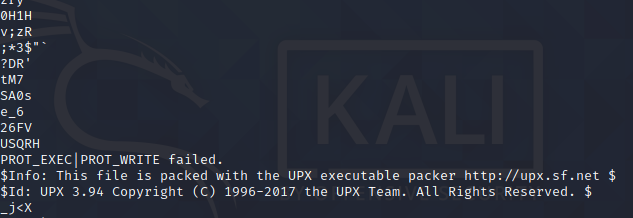 zry
0H1H
v;zR
;*3$"`
?DR'
tM7
SA0s
e_6
26FV
USQRH
PROT_EXEC|PROT_WRITE failed.
$Info: This file is packed with the UPX executable packer http://upx.sf.net $
$Id: UPX 3.94 Copyright (C) 1996-2017 the UPX Team. All Rights Reserved. $
_j<X
KALI